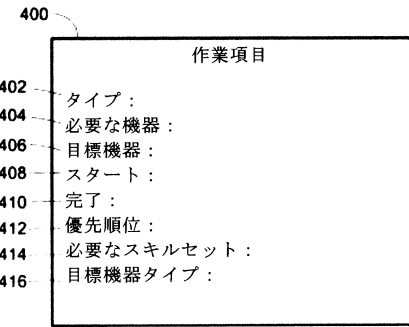 400
作業項目
402 タイプ：
404 必要な機器：
406 目標機器：
408 スタート：
410 完了：
412 優先順位：
414 必要なスキルセット：
416 目標機器タイプ：